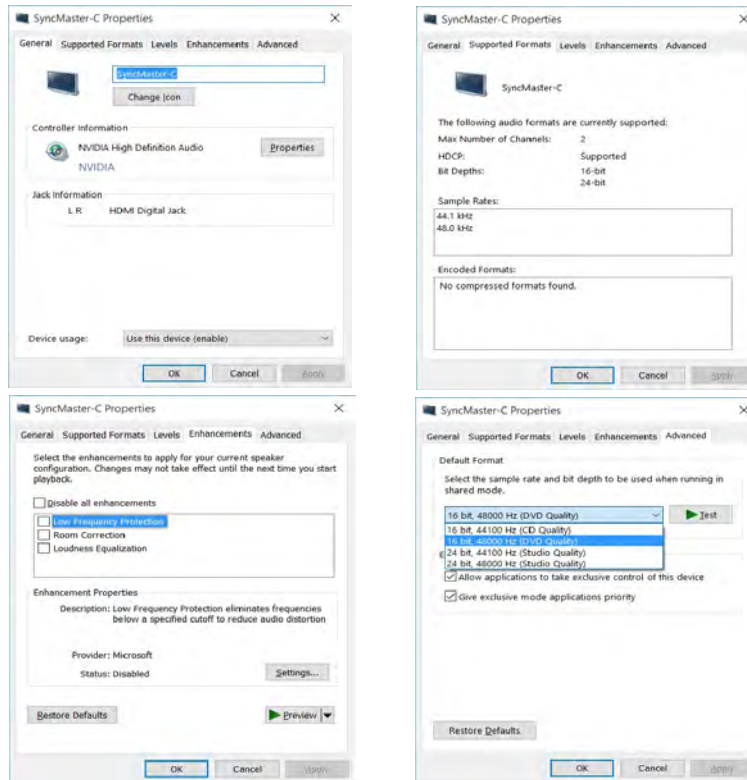 SyncMaster-C Properties
General Supported Formats Levels Enhancements Advanced
SyncMaster-C
Change Icon
Controller Information
NVIDIA High Definition Audio
Properties
NVIDIA
Jack Information
L R HDMI Digital Jack
Device usage: Use this device (enable)
OK Cancel Apply
SyncMaster-C Properties
General Supported Formats Levels Enhancements Advanced
SyncMaster-C
The following audio formats are currently supported:
Max Number of Channels: 2
HDCP: Supported
Bit Depths: 16-bit
24-bit
Sample Rates:
44.1 kHz
48.0 kHz
Encoded Formats:
No compressed formats found.
OK Cancel Apply
SyncMaster-C Properties
General Supported Formats Levels Enhancements Advanced
Select the enhancements to apply for your current speaker
configuration. Changes may not take effect until the next time you start
playback.
Disable all enhancements
Low Frequency Protection
Room Correction
Loudness Equalization
Enhancement Properties
Description: Low Frequency Protection eliminates frequencies
below a specified cutoff to reduce audio distortion
Provider: Microsoft
Status: Disabled
Settings...
Restore Defaults
Preview
OK Cancel Apply
SyncMaster-C Properties
General Supported Formats Levels Enhancements Advanced
Default Format
Select the sample rate and bit depth to be used when running in
shared mode.
16 bit, 48000 Hz (DVD Quality)
Test
16 bit, 44100 Hz (CD Quality)
16 bit, 48000 Hz (DVD Quality)
24 bit, 44100 Hz (Studio Quality)
24 bit, 48000 Hz (Studio Quality)
Allow applications to take exclusive control of this device
Give exclusive mode applications priority
Restore Defaults
OK Cancel Apply